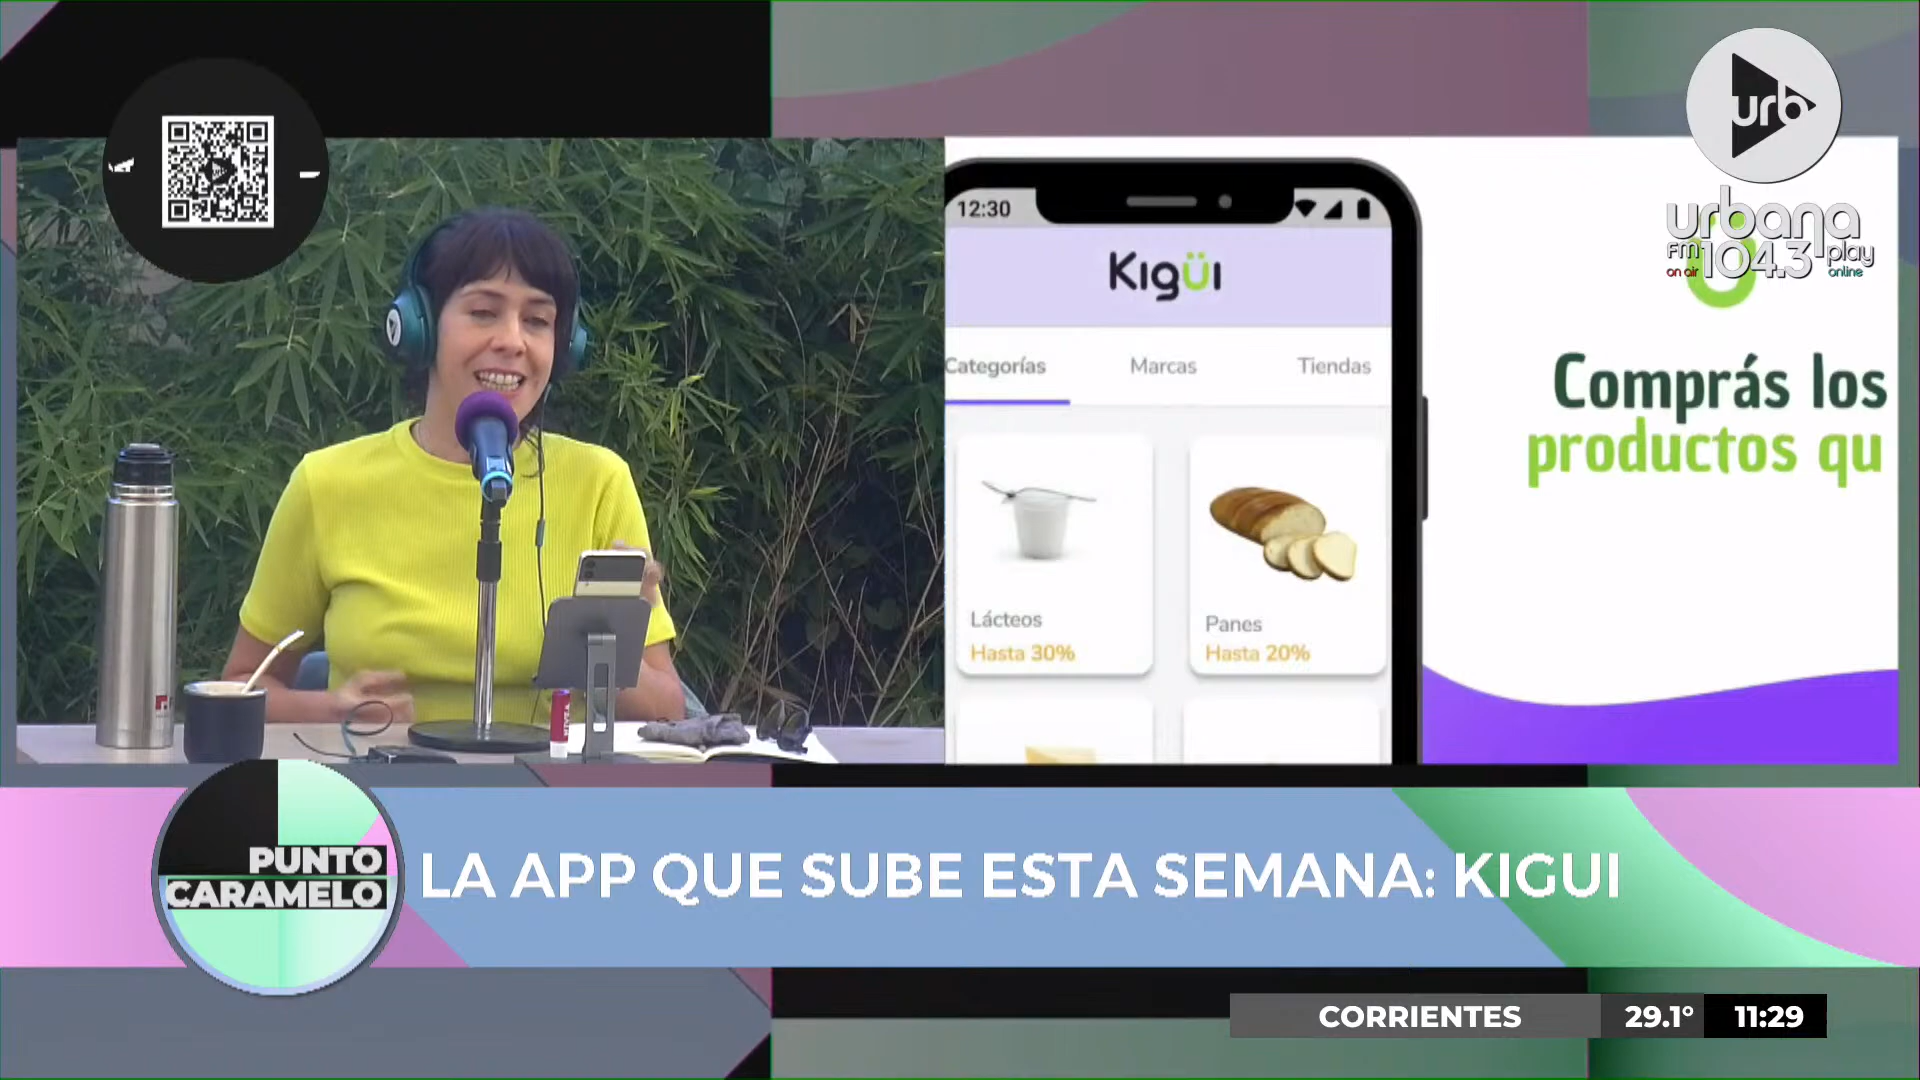 urb
urbana
FM 104.3 play
on air
online
12:30
Kigüi
Categorías
Marcas
Tiendas
Lácteos
Hasta 30%
Panes
Hasta 20%
Comprás los
productos qu
NIVEA
PUNTO
CARAMELO
LA APP QUE SUBE ESTA SEMANA: KIGUI
CORRIENTES
29.1°
11:29